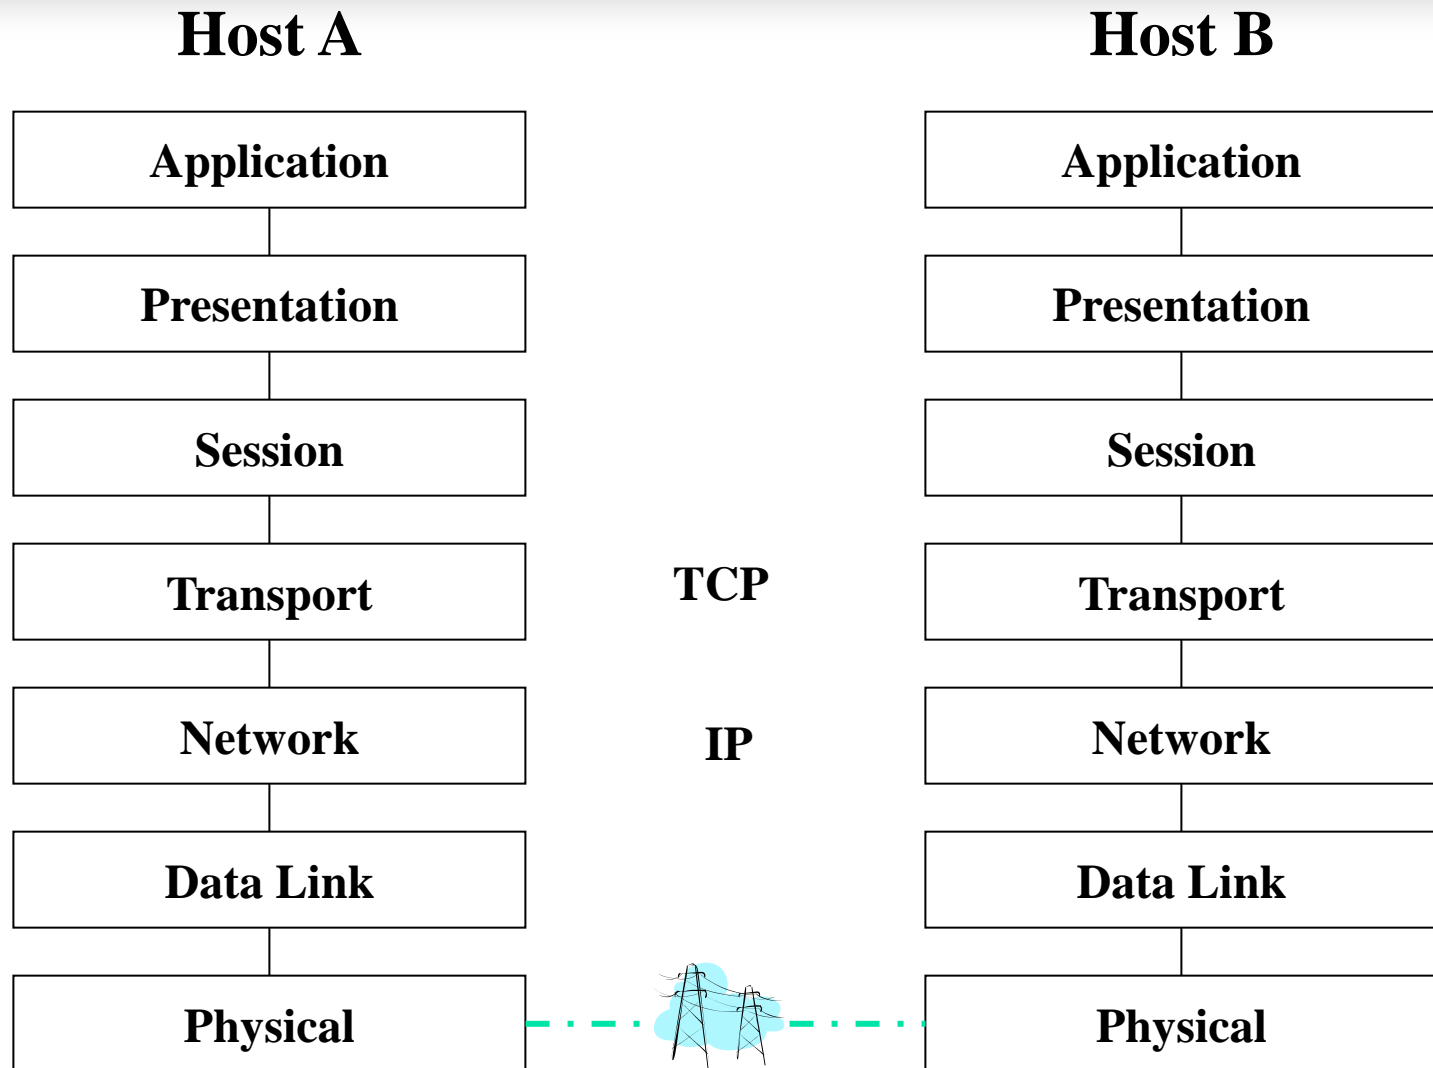 Host A
Host B
Application
Application
Presentation
Presentation
Session
Session
Transport
TCP
Transport
Network
IP
Network
Data Link
Data Link
Physical
Physical